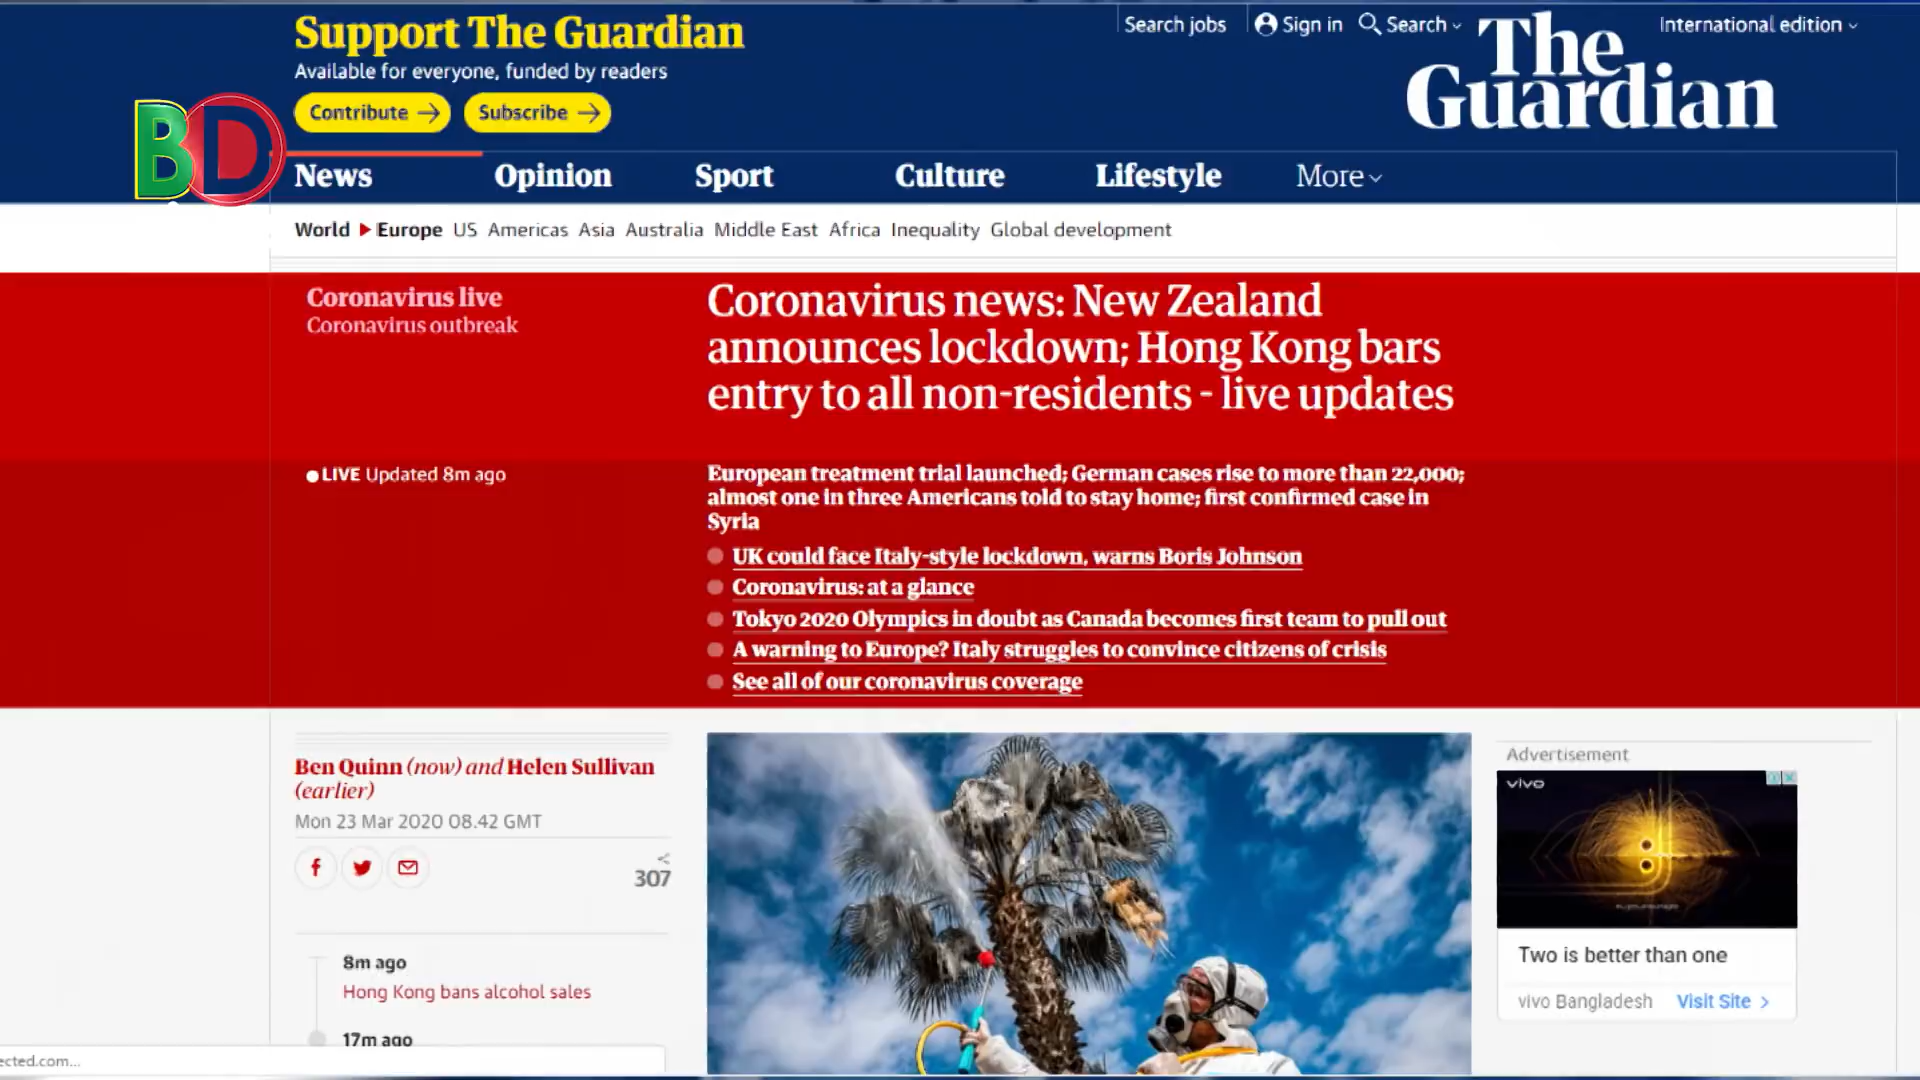 Support The Guardian
Available for everyone, funded by readers
Contribute
Subscribe
Search jobs
Sign in
Search
International edition
The
Guardian
BD
News
Opinion
Sport
Culture
Lifestyle
More
World Europe US Americas Asia Australia Middle East Africa Inequality Global development
Coronavirus live
Coronavirus outbreak
Coronavirus news: New Zealand
announces lockdown; Hong Kong bars
entry to all non-residents - live updates
LIVE Updated 8m ago
European treatment trial launched; German cases rise to more than 22,000;
almost one in three Americans told to stay home; first confirmed case in
Syria
UK could face Italy-style lockdown, warns Boris Johnson
Coronavirus: at a glance
Tokyo 2020 Olympics in doubt as Canada becomes first team to pull out
A warning to Europe? Italy struggles to convince citizens of crisis
See all of our coronavirus coverage
Ben Quinn (now) and Helen Sullivan
(earlier)
Mon 23 Mar 2020 08.42 GMT
307
8m ago
Hong Kong bans alcohol sales
17m ago
ected.com...
Advertisement
vivo
Two is better than one
vivo Bangladesh
Visit Site